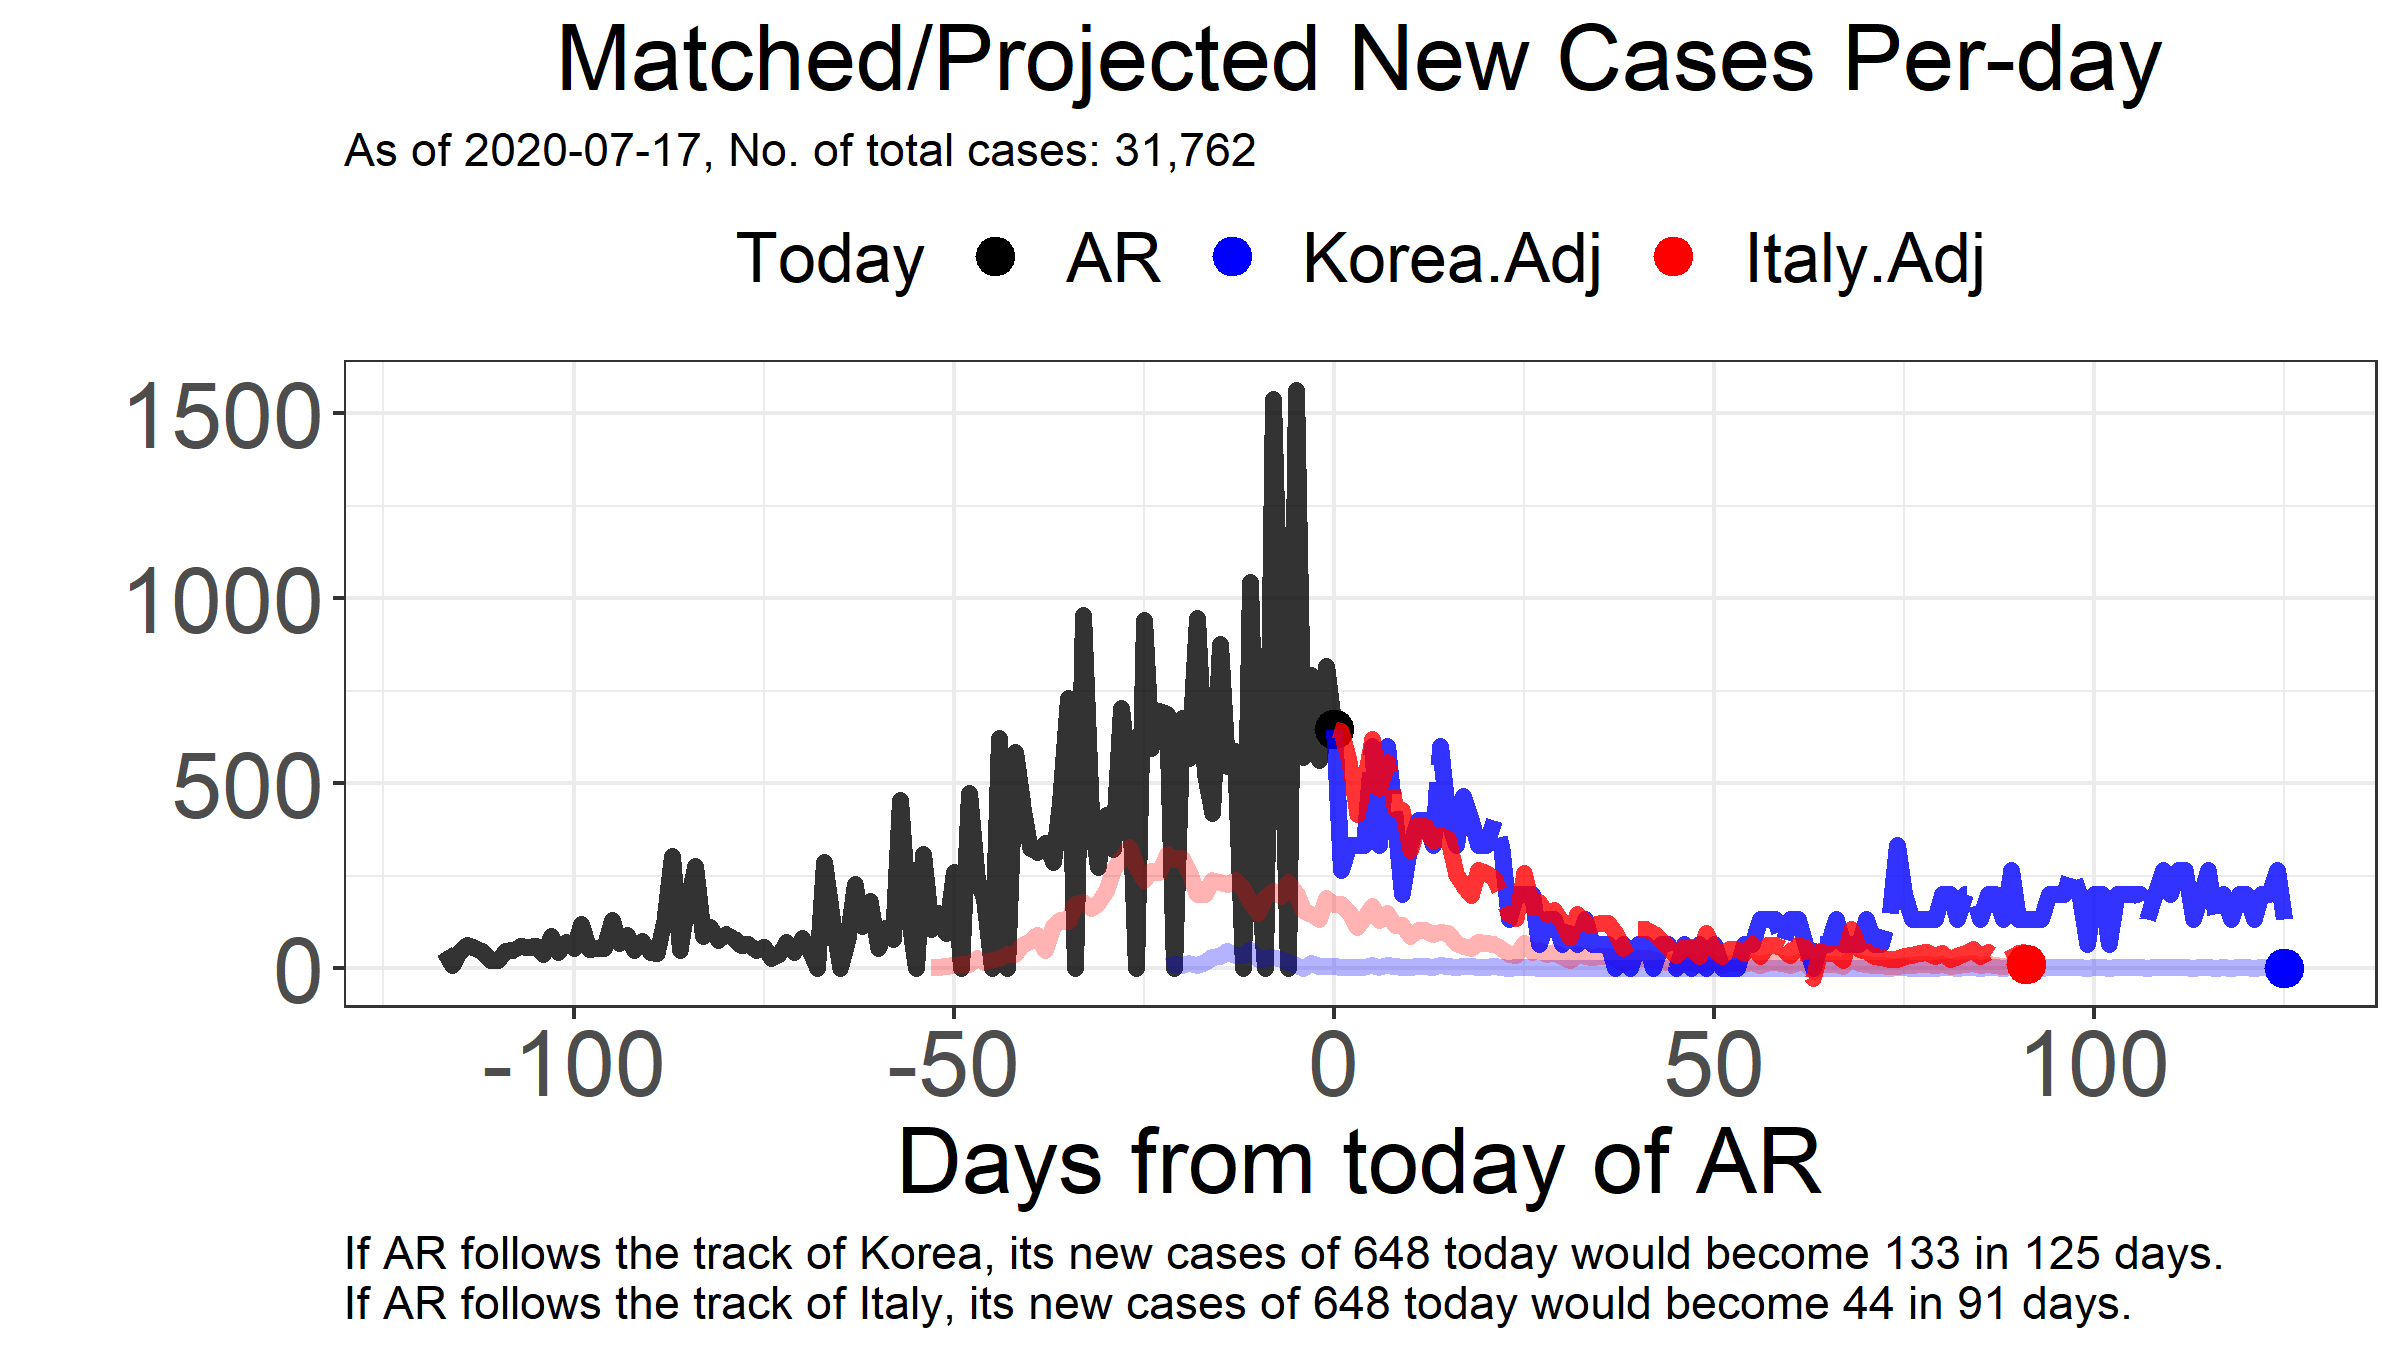 Matched/Projected New Cases Per-day
As of 2020-07-17, No. of total cases: 31,762
Today AR Korea.Adj Italy.Adj
1500
1000
500
0
-100 -50 0 50 100
Days from today of AR
If AR follows the track of Korea, its new cases of 648 today would become 133 in 125 days.
If AR follows the track of Italy, its new cases of 648 today would become 44 in 91 days.